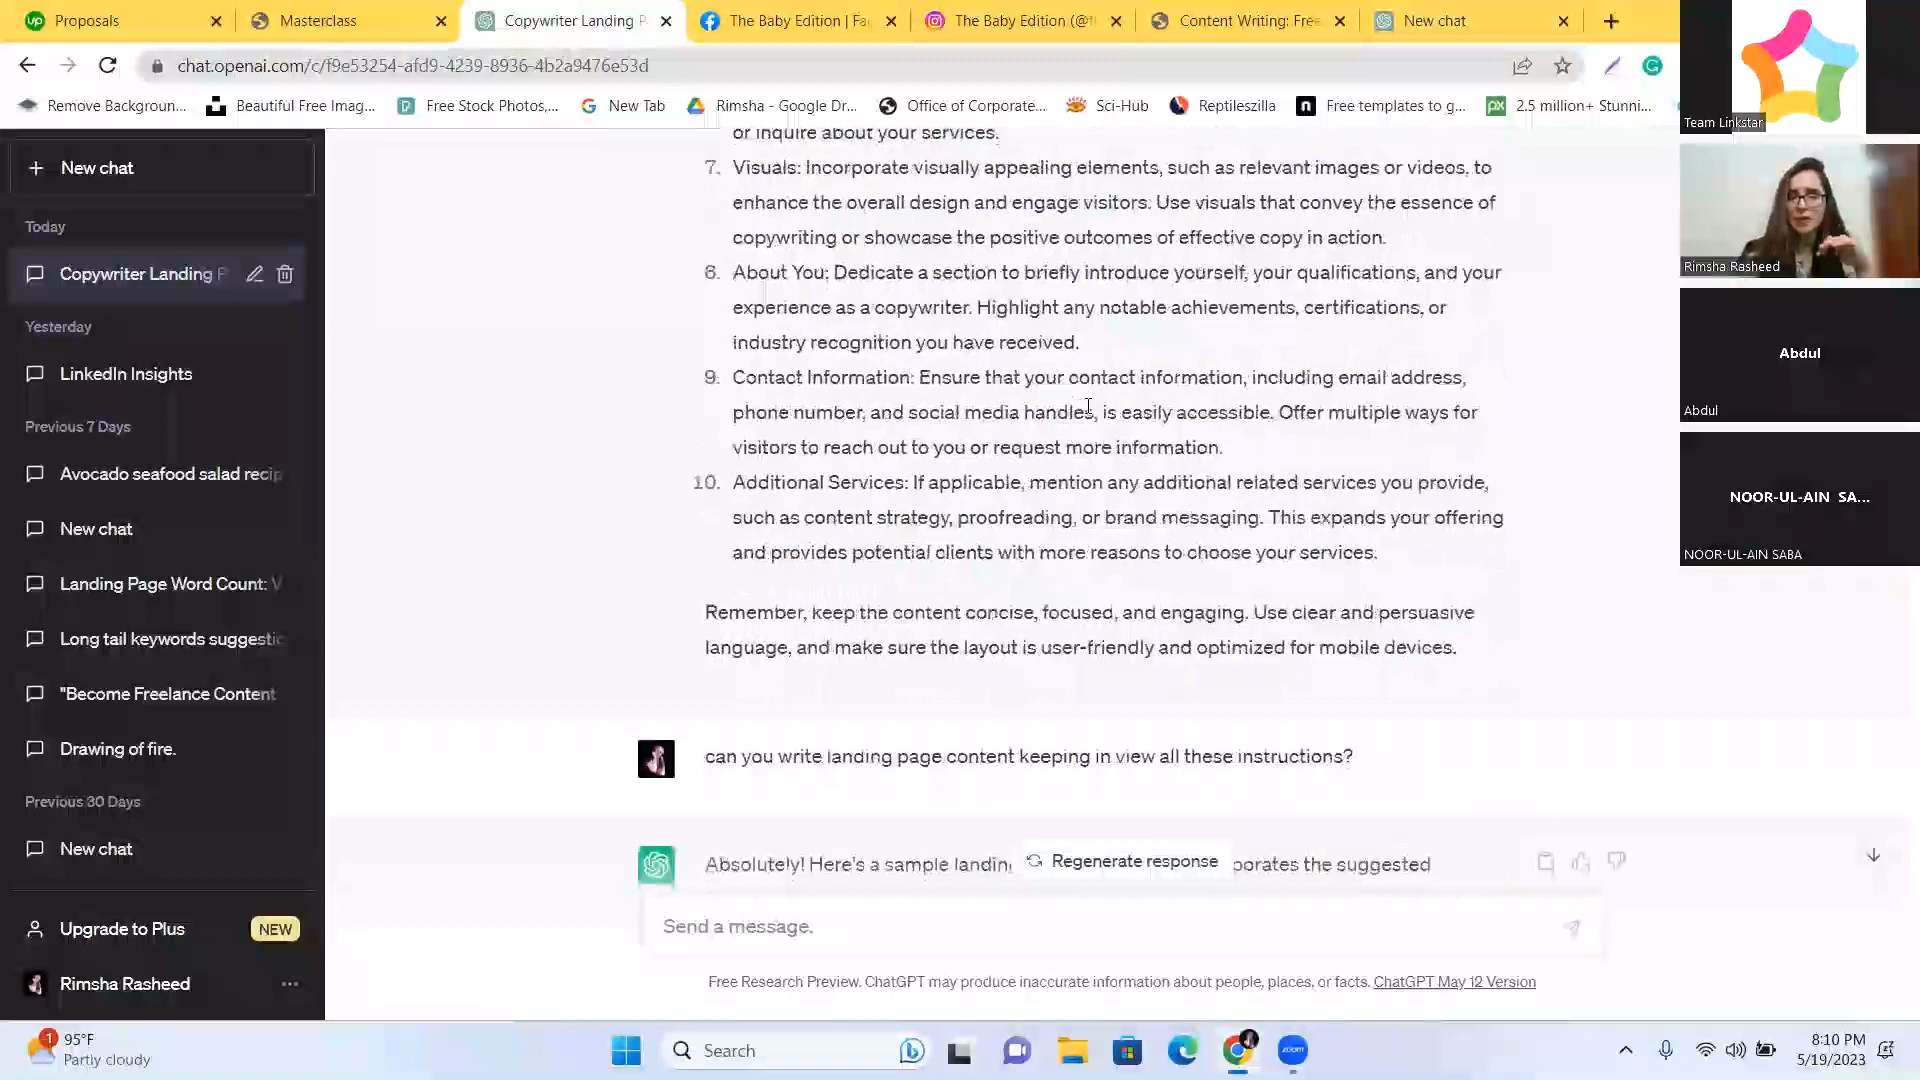 Proposals
Masterclass
Copywriter Landing P
The Baby Edition | Fa
The Baby Edition (@t
Content Writing: Free
New chat
chat.openai.com/c/f9e53254-afd9-4239-8936-4b2a9476e53d
Remove Backgroun...
Beautiful Free Imag...
Free Stock Photos,...
New Tab
Rimsha - Google Dr...
Office of Corporate...
Sci-Hub
Reptileszilla
Free templates to g...
2.5 million+ Stunni...
New chat
Today
Copywriter Landing P
Yesterday
LinkedIn Insights
Previous 7 Days
Avocado seafood salad recip
New chat
Landing Page Word Count: V
Long tail keywords suggestic
"Become Freelance Content
Drawing of fire.
Previous 30 Days
New chat
Upgrade to Plus
NEW
Rimsha Rasheed
or inquire about your services.
7. Visuals: Incorporate visually appealing elements, such as relevant images or videos, to
enhance the overall design and engage visitors. Use visuals that convey the essence of
copywriting or showcase the positive outcomes of effective copy in action.
8. About You: Dedicate a section to briefly introduce yourself, your qualifications, and your
experience as a copywriter. Highlight any notable achievements, certifications, or
industry recognition you have received.
9. Contact Information: Ensure that your contact information, including email address,
phone number, and social media handles, is easily accessible. Offer multiple ways for
visitors to reach out to you or request more information.
10. Additional Services: If applicable, mention any additional related services you provide,
such as content strategy, proofreading, or brand messaging. This expands your offering
and provides potential clients with more reasons to choose your services.
Remember, keep the content concise, focused, and engaging. Use clear and persuasive
language, and make sure the layout is user-friendly and optimized for mobile devices.
can you write landing page content keeping in view all these instructions?
Absolutely! Here's a sample landing
Regenerate response
porates the suggested
Send a message.
Free Research Preview. ChatGPT may produce inaccurate information about people, places, or facts. ChatGPT May 12 Version
Team Linkstar
Rimsha Rasheed
Abdul
Abdul
NOOR-UL-AIN SA...
NOOR-UL-AIN SABA
1
95°F
Partly cloudy
Search
zoom
8:10 PM
5/19/2023